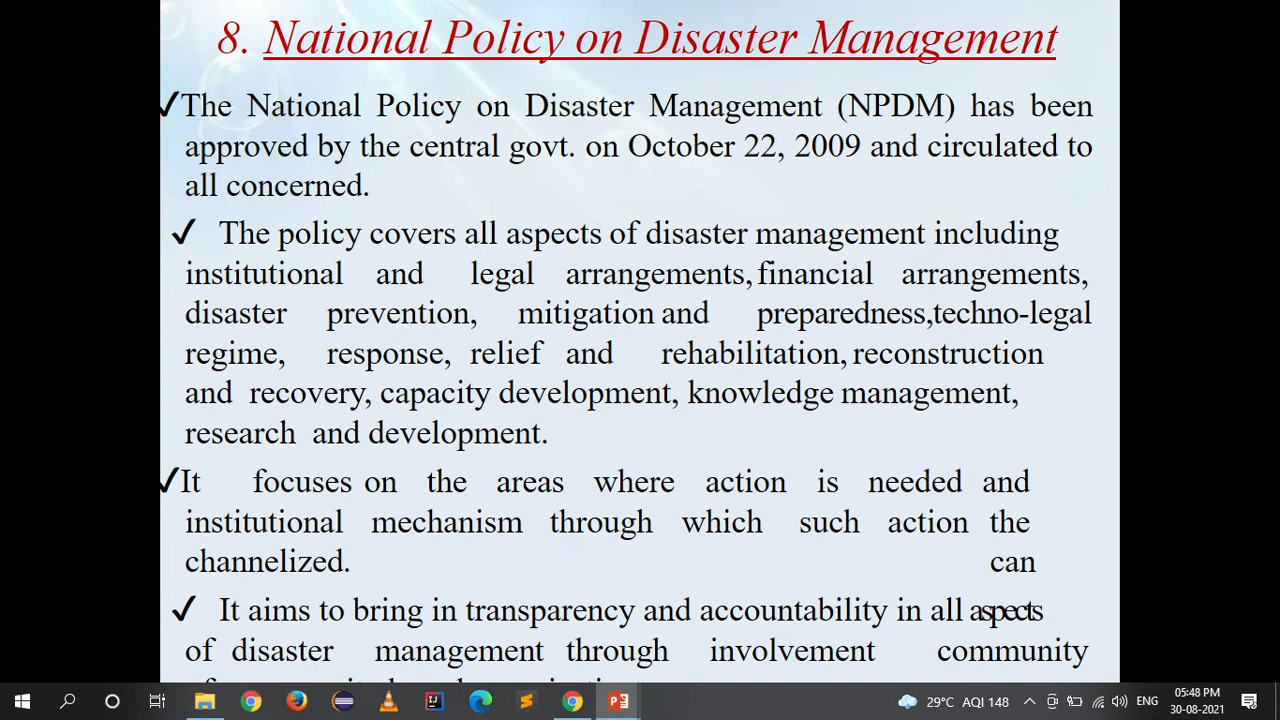 8. National Policy on Disaster Management
✓The National Policy on Disaster Management (NPDM) has been
approved by the central govt. on October 22, 2009 and circulated to
all concerned.
✓ The policy covers all aspects of disaster management including
institutional and legal arrangements, financial arrangements,
disaster prevention, mitigation and preparedness,techno-legal
regime, response, relief and rehabilitation, reconstruction
and recovery, capacity development, knowledge management,
research and development.
✓It focuses on the areas where action is needed and
institutional mechanism through which such action the
channelized. can
✓ It aims to bring in transparency and accountability in all aspects
of disaster management through involvement community
29°C AQI 148
ENG
05:48 PM
30-08-2021